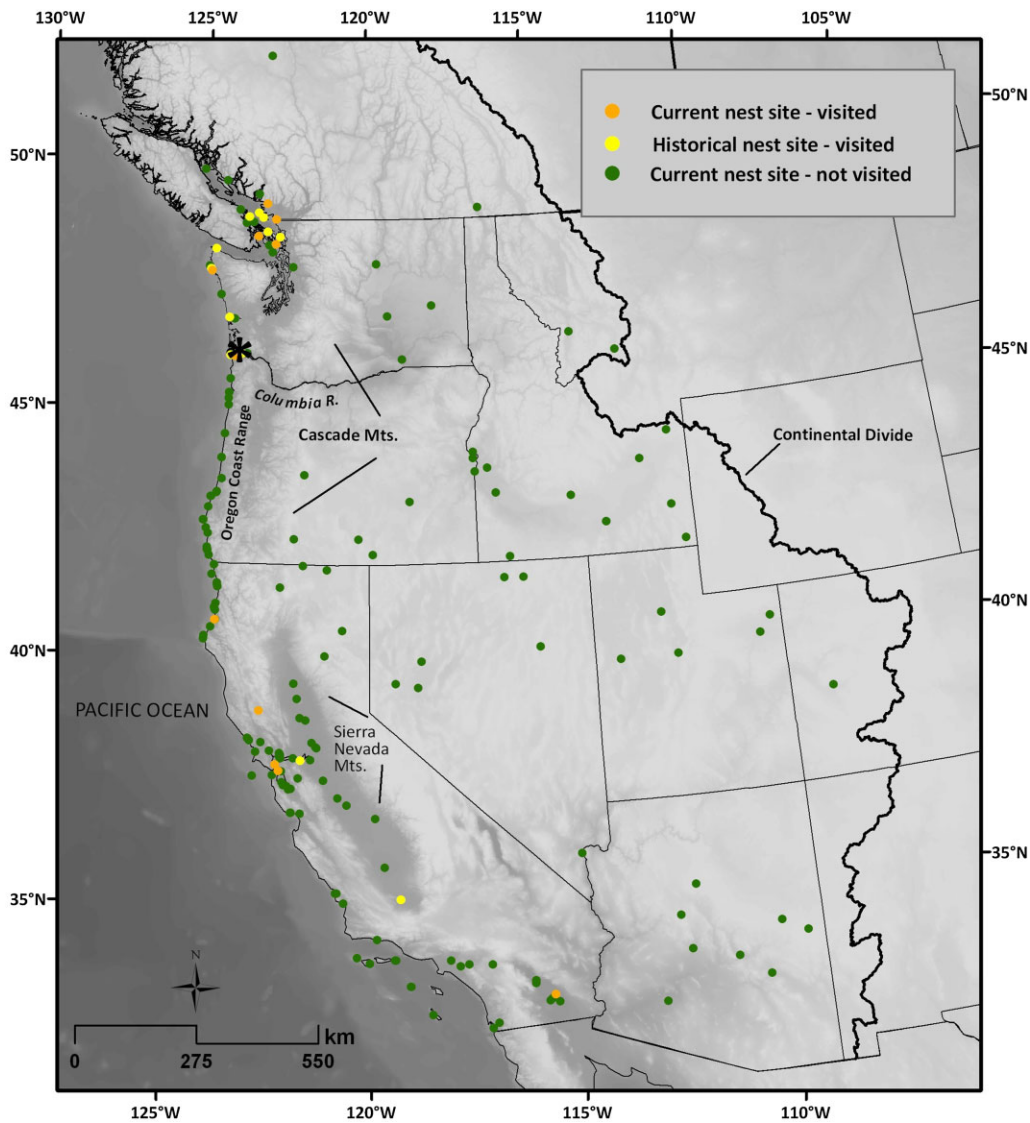 130°W 125°W 120°W 115°W 110°W 105°W
50°N
Current nest site - visited
Historical nest site - visited
Current nest site - not visited
50°N
45°N
Columbia R.
45°N
Cascade Mts.
Continental Divide
Oregon Coast Range
40°N
40°N
PACIFIC OCEAN
Sierra
Nevada
Mts.
35°N
35°N
N
km
0 275 550
125°W 120°W 115°W 110°W